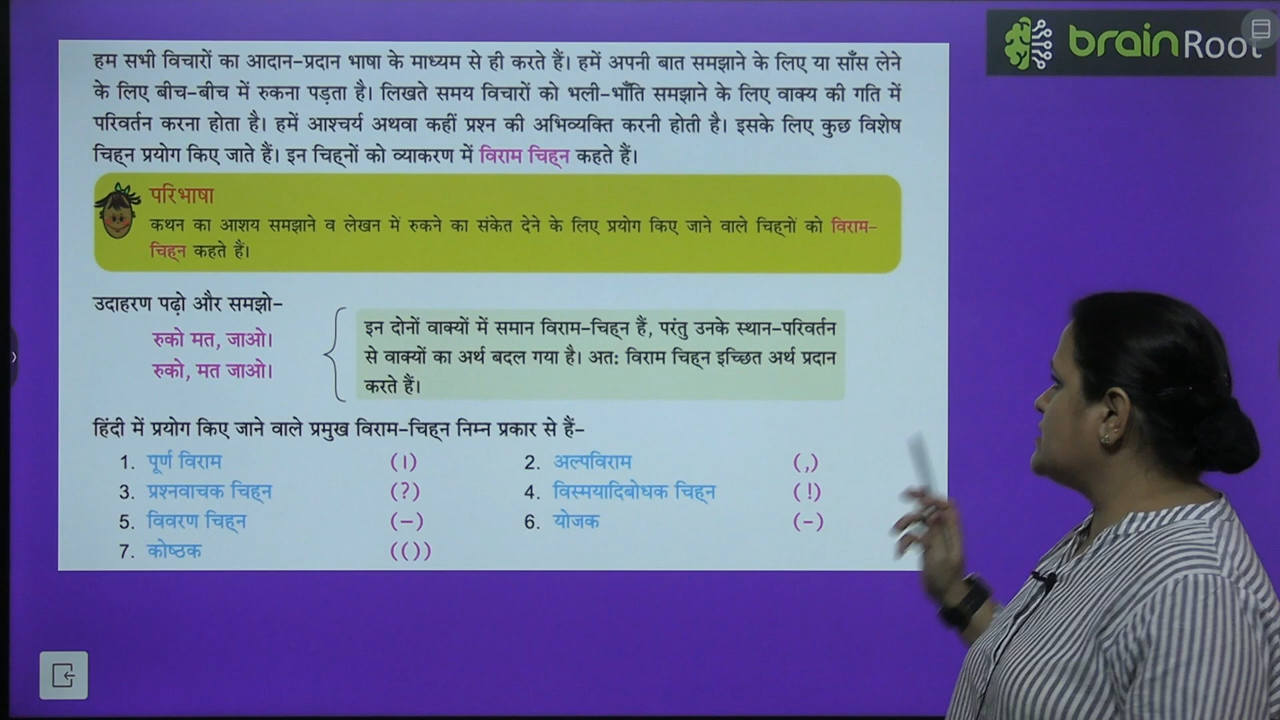 brainRoot
हम सभी विचारों का आदान-प्रदान भाषा के माध्यम से ही करते हैं। हमें अपनी बात समझाने के लिए या साँस लेने
के लिए बीच-बीच में रुकना पड़ता है। लिखते समय विचारों को भली-भाँति समझाने के लिए वाक्य की गति में
परिवर्तन करना होता है। हमें आश्चर्य अथवा कहीं प्रश्न की अभिव्यक्ति करनी होती है। इसके लिए कुछ विशेष
चिह्न प्रयोग किए जाते हैं। इन चिह्नों को व्याकरण में विराम चिह्न कहते हैं।
परिभाषा
कथन का आशय समझाने व लेखन में रुकने का संकेत देने के लिए प्रयोग किए जाने वाले चिह्नों को विराम-
चिह्न कहते हैं।
उदाहरण पढ़ो और समझो-
रुको मत, जाओ।
रुको, मत जाओ।
इन दोनों वाक्यों में समान विराम-चिह्न हैं, परंतु उनके स्थान-परिवर्तन
से वाक्यों का अर्थ बदल गया है। अतः विराम चिह्न इच्छित अर्थ प्रदान
करते हैं।
हिंदी में प्रयोग किए जाने वाले प्रमुख विराम-चिह्न निम्न प्रकार से हैं-
1. पूर्ण विराम (।) 2. अल्पविराम (,)
3. प्रश्नवाचक चिह्न (?) 4. विस्मयादिबोधक चिह्न (!)
5. विवरण चिह्न (–) 6. योजक (-)
7. कोष्ठक (())